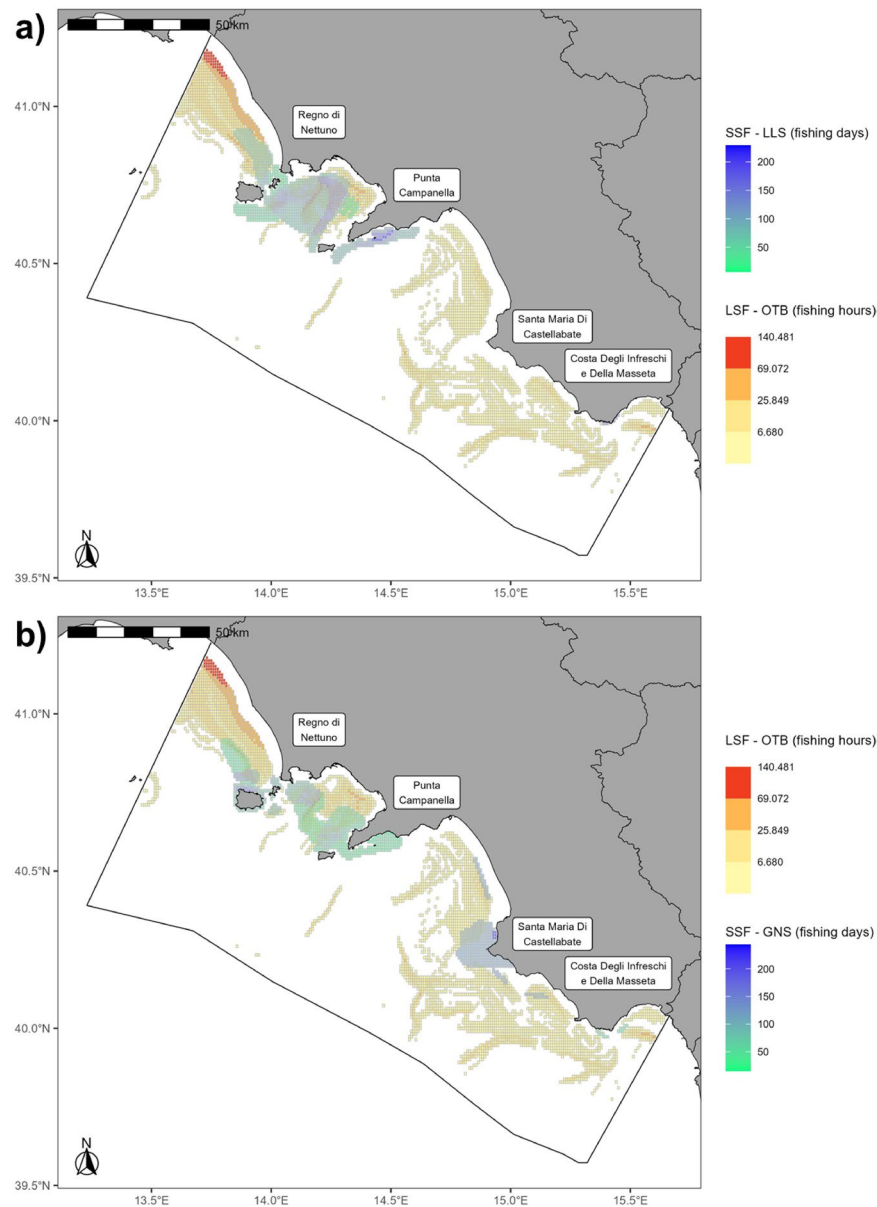 a)
50 km
41.0°N
40.5°N
40.0°N
39.5°N
Regno di
Nettuno
Punta
Campanella
Santa Maria Di
Castellabate
Costa Degli Infreschi
e Della Masseta
N
13.5°E
14.0°E
14.5°E
15.0°E
15.5°E
SSF - LLS (fishing days)
200
150
100
50
LSF - OTB (fishing hours)
140.481
69.072
25.849
6.680
b)
50 km
41.0°N
40.5°N
40.0°N
39.5°N
Regno di
Nettuno
Punta
Campanella
Santa Maria Di
Castellabate
Costa Degli Infreschi
e Della Masseta
N
13.5°E
14.0°E
14.5°E
15.0°E
15.5°E
LSF - OTB (fishing hours)
140.481
69.072
25.849
6.680
SSF - GNS (fishing days)
200
150
100
50